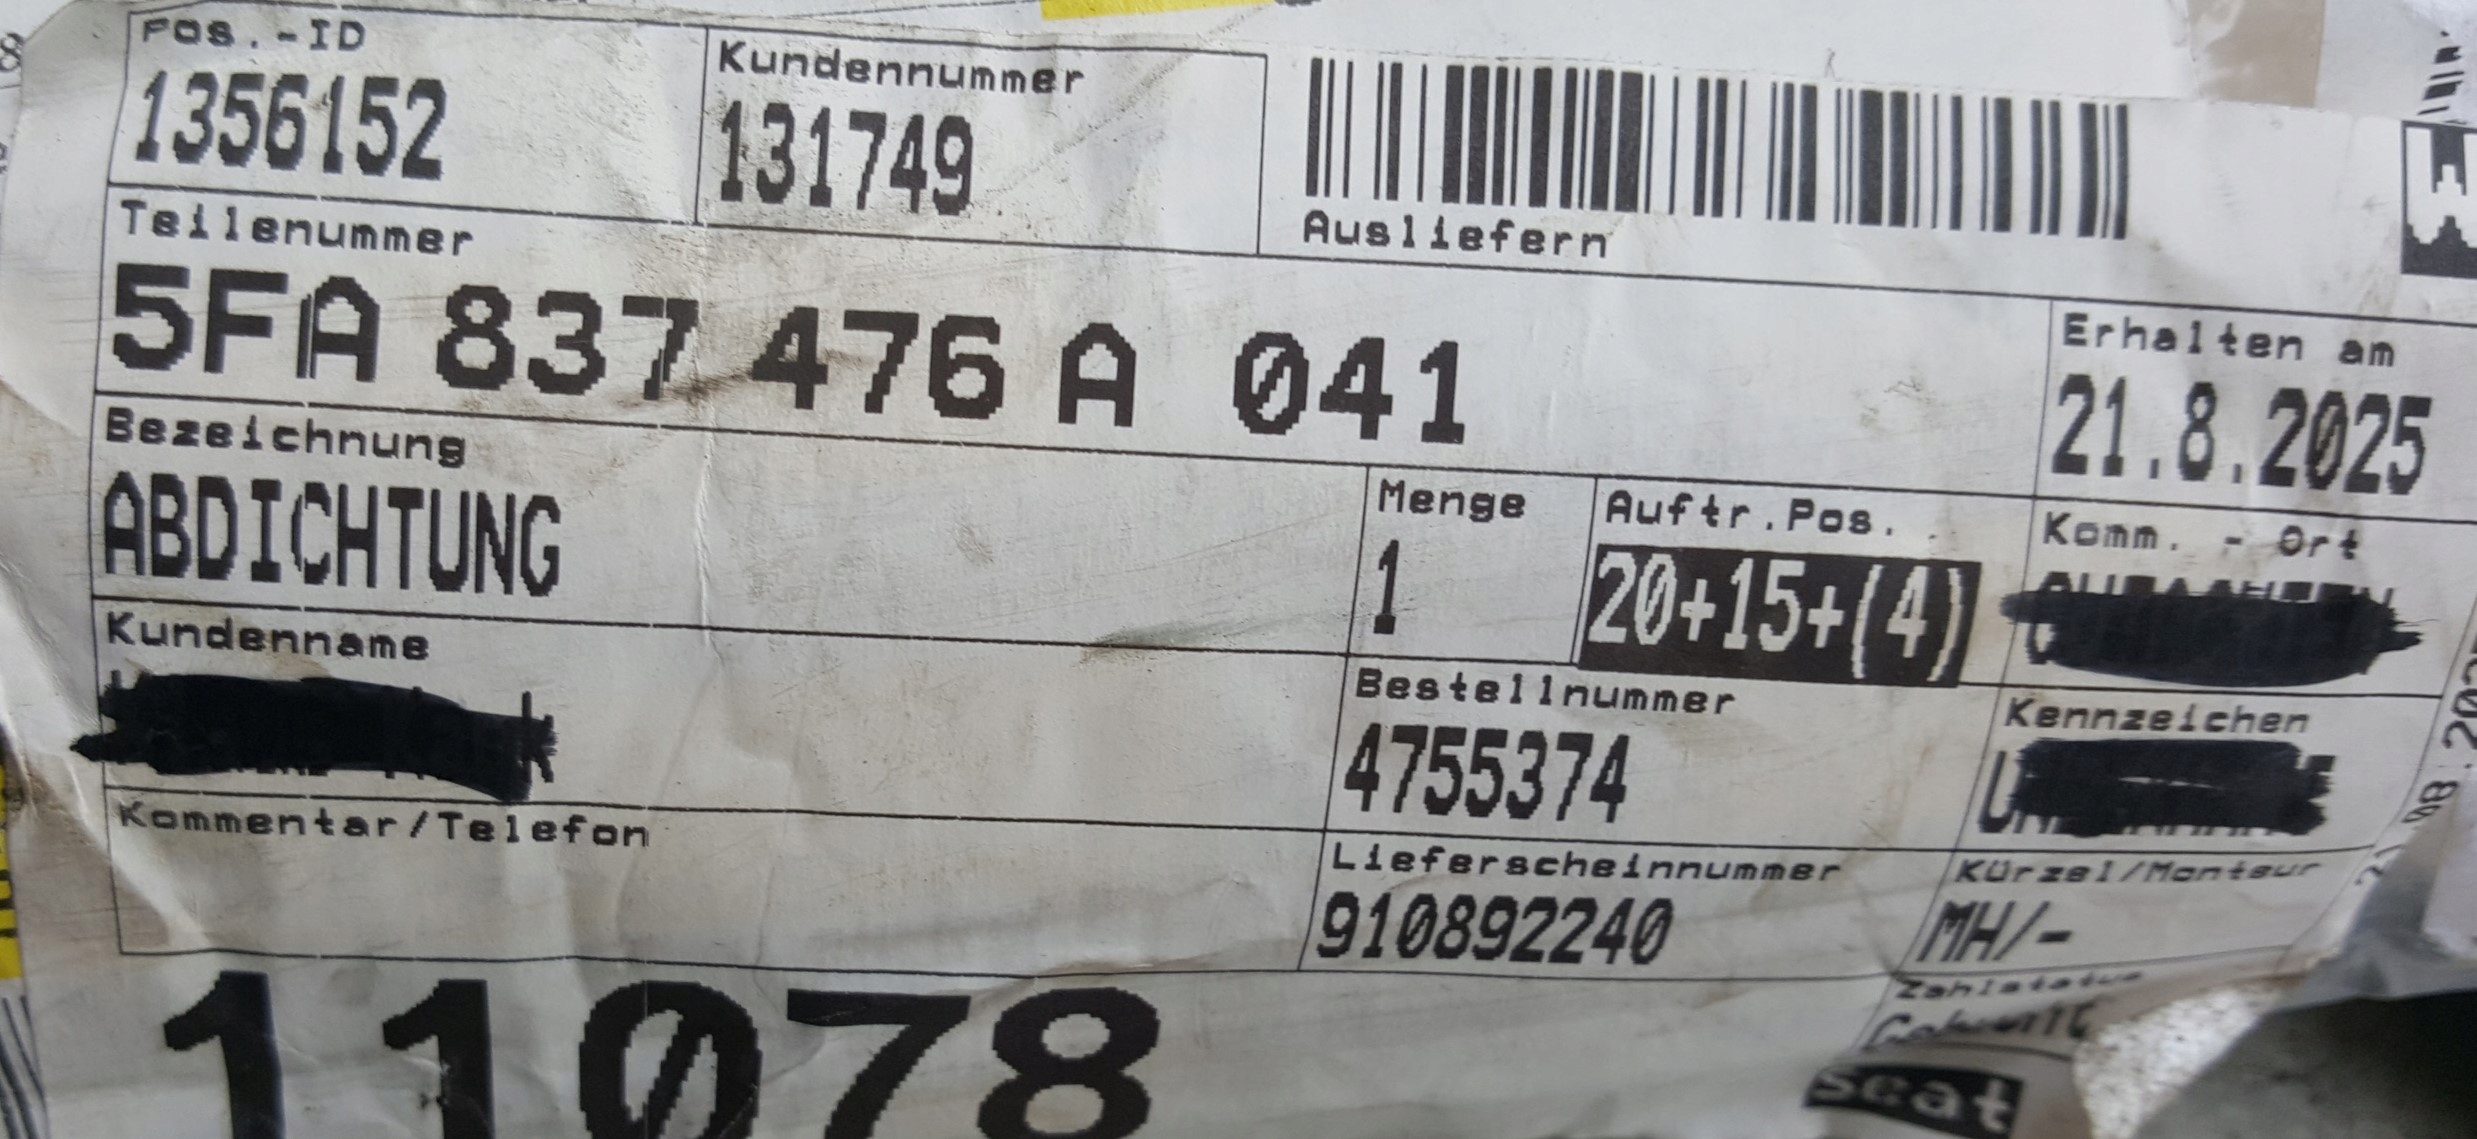 Pos.-ID
1356152
Kundennummer
131749
Ausliefern
Teilenummer
5FA 837 476 A 041
Erhalten am
21.8.2025
Bezeichnung
ABDICHTUNG
Menge
1
Auftr.Pos.
20+15+(4)
Komm. - Ort
Kundenname
Bestellnummer
4755374
Kennzeichen
Kommentar/Telefon
Lieferscheinnummer
910892240
Kürzel/Monteur
MH/-
Zahlstatus
11078
Seat